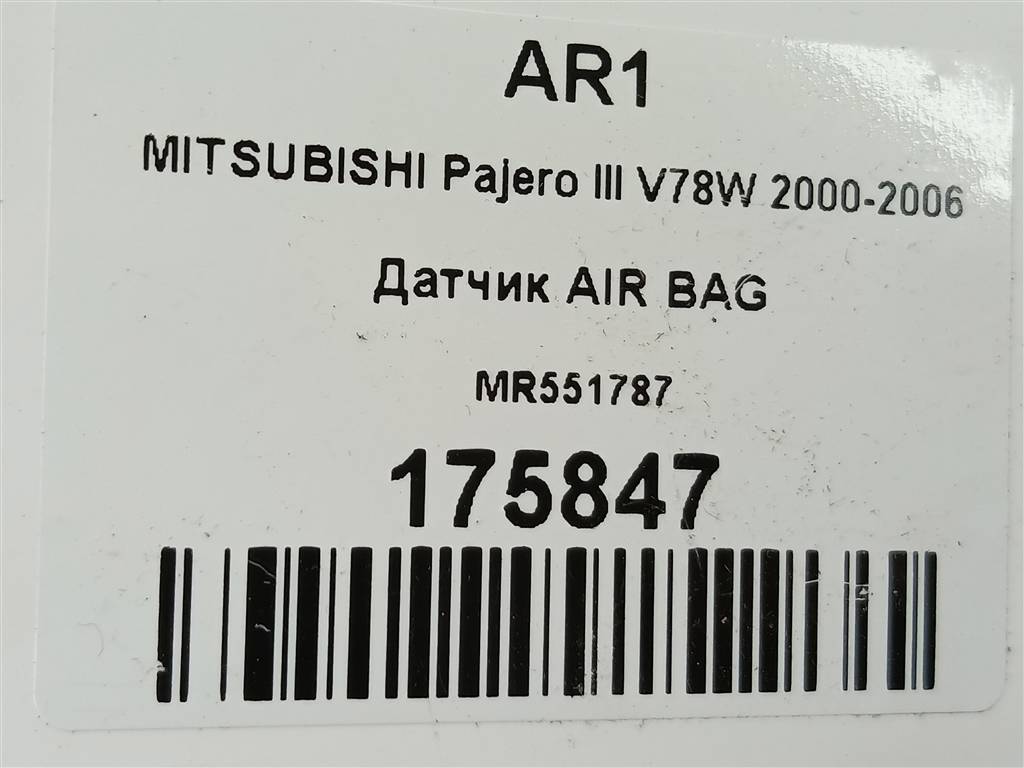 AR1
MITSUBISHI Pajero III V78W 2000-2006
Датчик AIR BAG
MR551787
175847